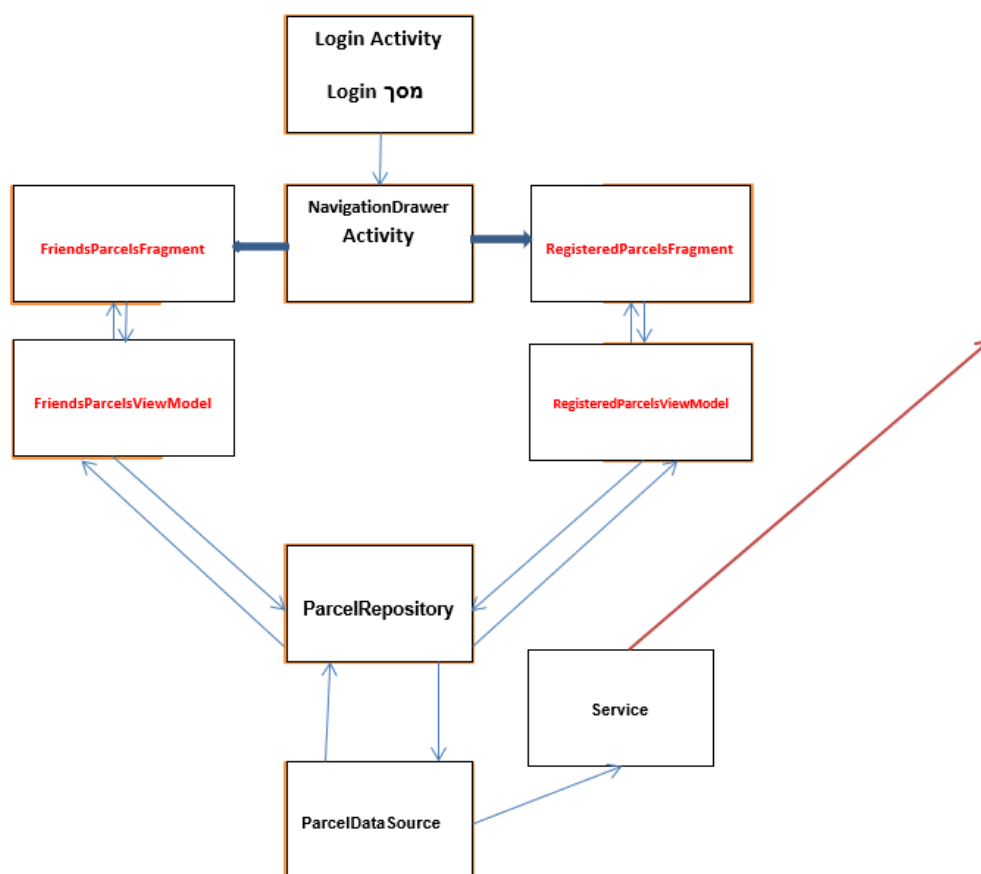 Login Activity
מסך Login
NavigationDrawer
Activity
FriendsParcelsFragment
RegisteredParcelsFragment
FriendsParcelsViewModel
RegisteredParcelsViewModel
ParcelRepository
Service
ParcelDataSource